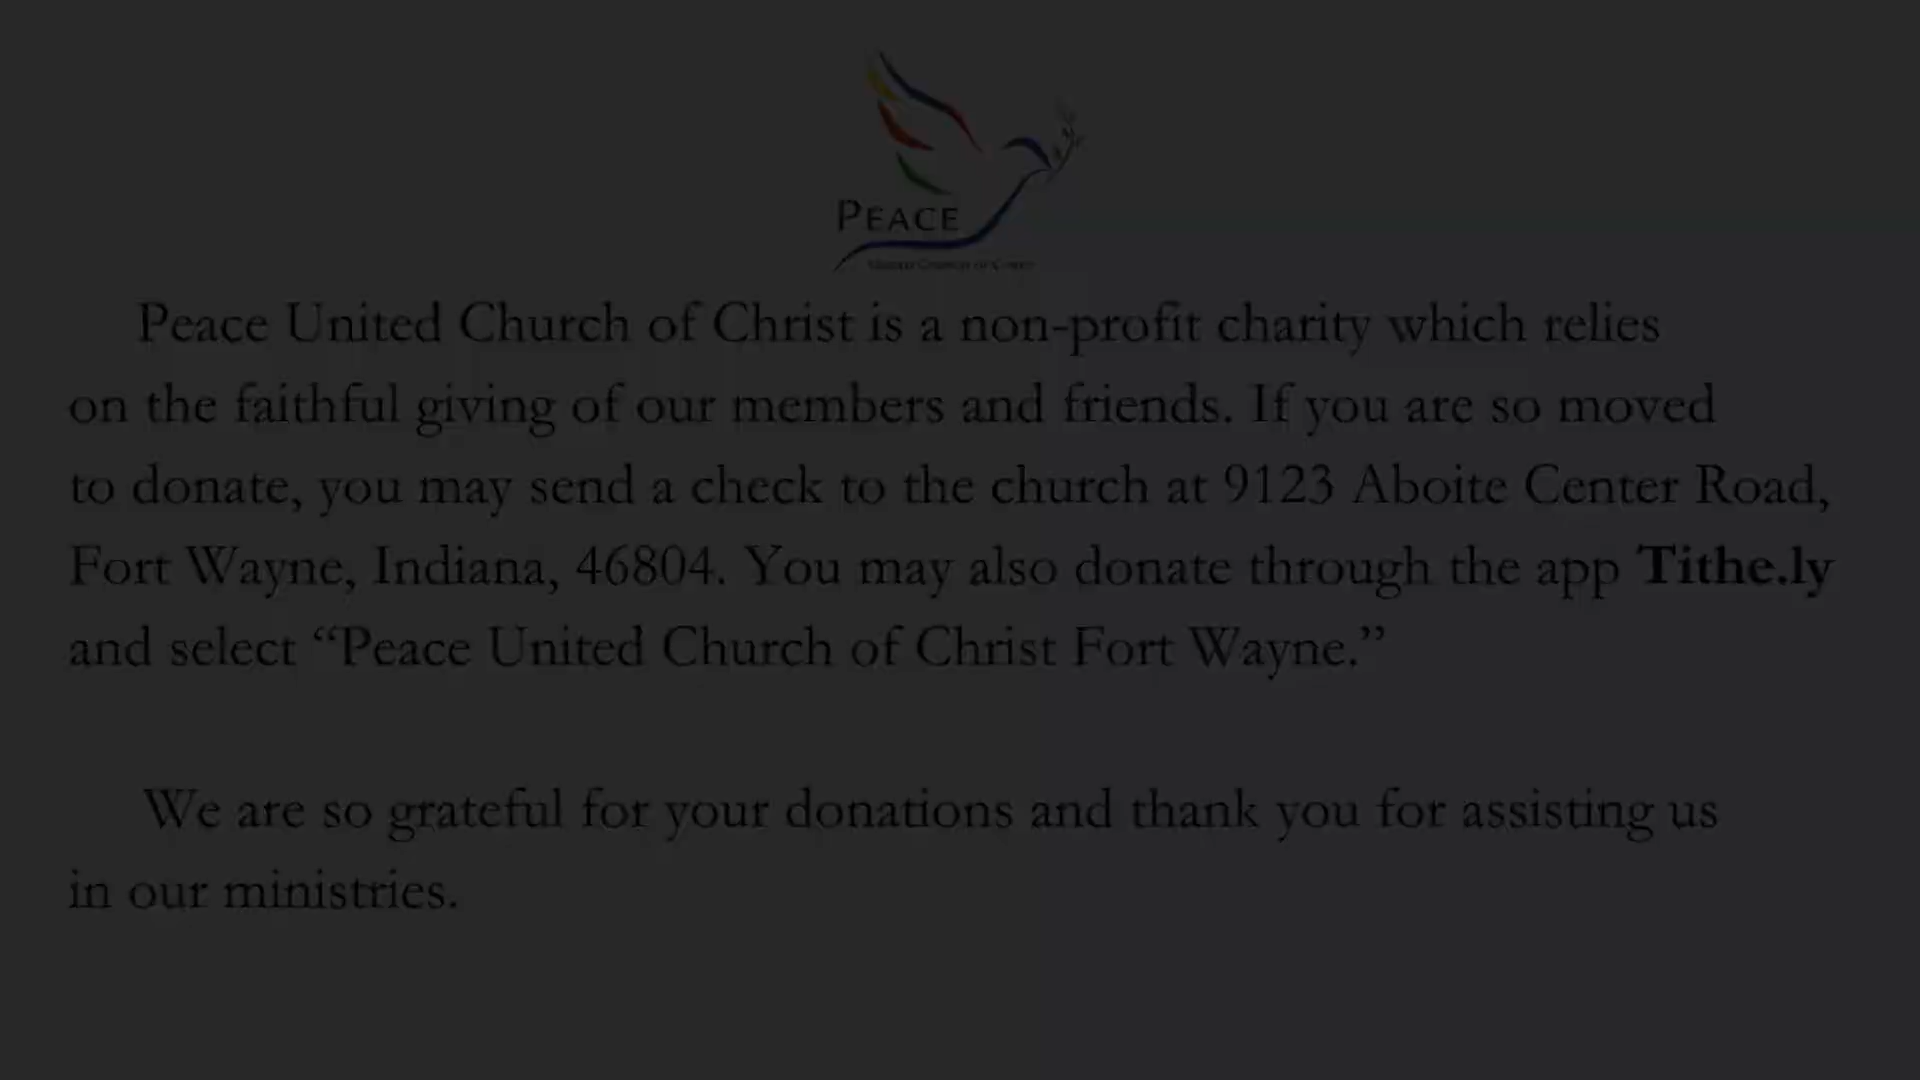 PEACE
United Church of Christ
Peace United Church of Christ is a non-profit charity which relies
on the faithful giving of our members and friends. If you are so moved
to donate, you may send a check to the church at 9123 Aboite Center Road,
Fort Wayne, Indiana, 46804. You may also donate through the app Tithe.ly
and select “Peace United Church of Christ Fort Wayne.”
We are so grateful for your donations and thank you for assisting us
in our ministries.